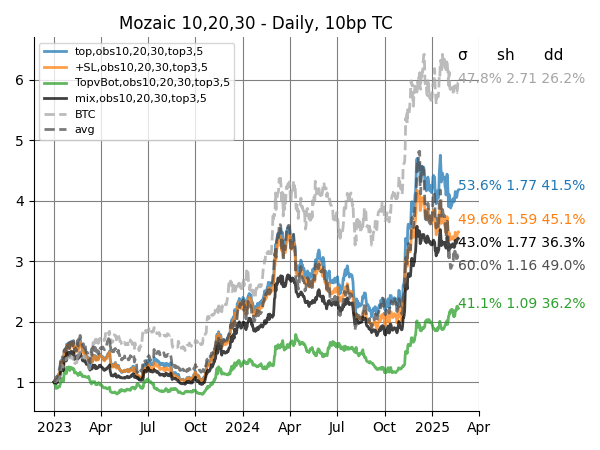 Mozaic 10,20,30 - Daily, 10bp TC
top,obs10,20,30,top3,5
+SL,obs10,20,30,top3,5
TopvBot,obs10,20,30,top3,5
mix,obs10,20,30,top3,5
BTC
avg
σ sh dd
47.8% 2.71 26.2%
53.6% 1.77 41.5%
49.6% 1.59 45.1%
43.0% 1.77 36.3%
60.0% 1.16 49.0%
41.1% 1.09 36.2%
6
5
4
3
2
1
2023 Apr Jul Oct 2024 Apr Jul Oct 2025 Apr